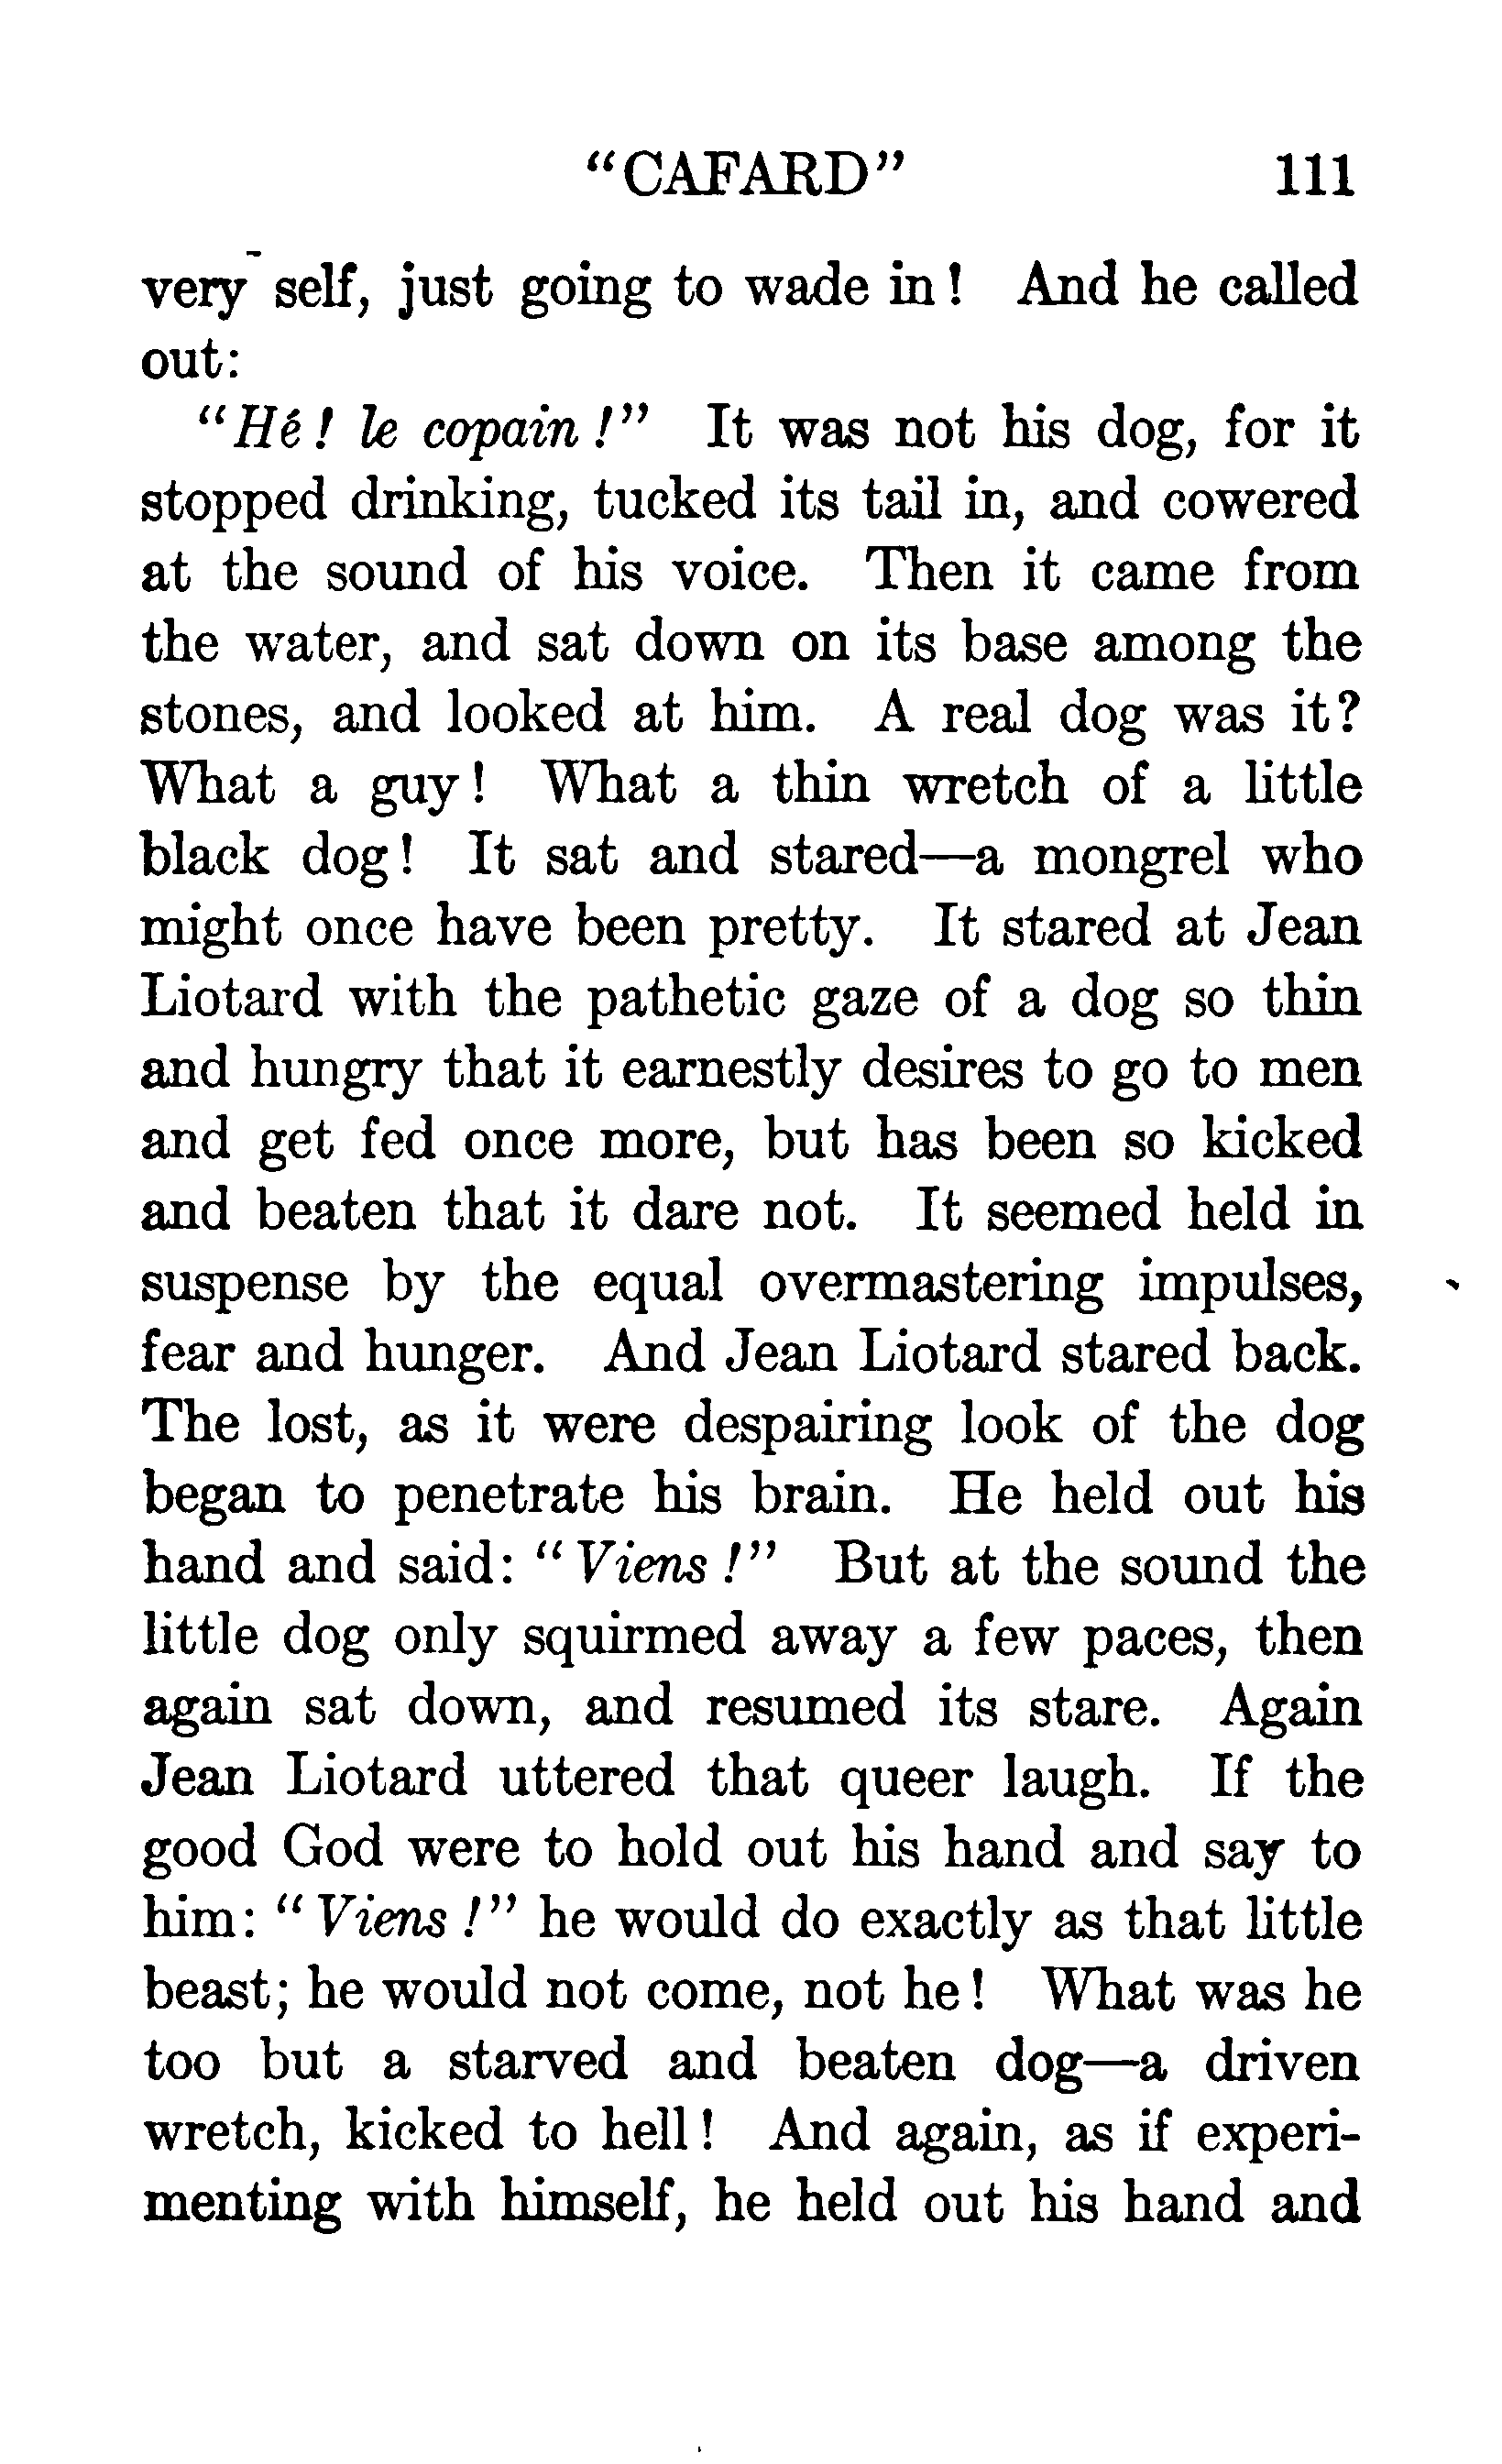 "CAFARD" 111
very self, just going to wade in! And he called
out:
"Hé! le copain!" It was not his dog, for it
stopped drinking, tucked its tail in, and cowered
at the sound of his voice. Then it came from
the water, and sat down on its base among the
stones, and looked at him. A real dog was it?
What a guy! What a thin wretch of a little
black dog! It sat and stared—a mongrel who
might once have been pretty. It stared at Jean
Liotard with the pathetic gaze of a dog so thin
and hungry that it earnestly desires to go to men
and get fed once more, but has been so kicked
and beaten that it dare not. It seemed held in
suspense by the equal overmastering impulses,
fear and hunger. And Jean Liotard stared back.
The lost, as it were despairing look of the dog
began to penetrate his brain. He held out his
hand and said: "Viens!" But at the sound the
little dog only squirmed away a few paces, then
again sat down, and resumed its stare. Again
Jean Liotard uttered that queer laugh. If the
good God were to hold out his hand and say to
him: "Viens!" he would do exactly as that little
beast; he would not come, not he! What was he
too but a starved and beaten dog—a driven
wretch, kicked to hell! And again, as if experi-
menting with himself, he held out his hand and